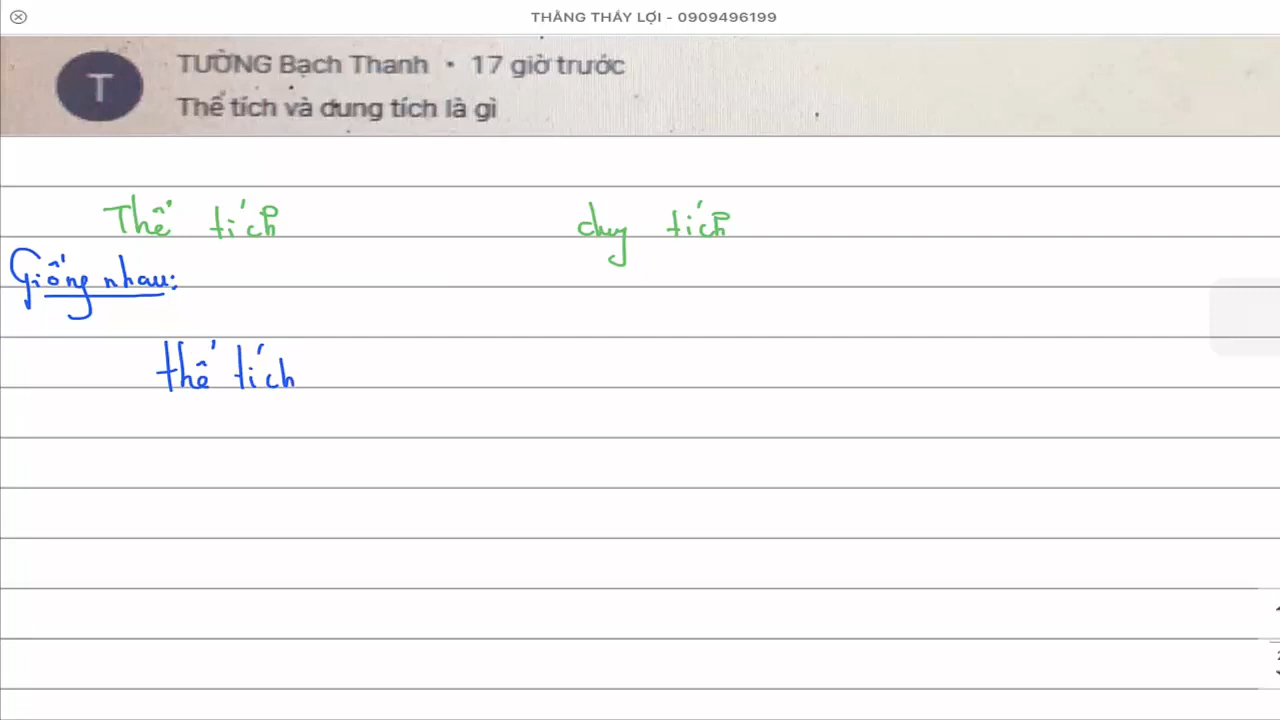 THẦNG THẦY LỢI - 0909496199
T
TƯỜNG Bạch Thanh • 17 giờ trước
Thể tích và dung tích là gì
Thể tích dung tích
Giống nhau:
thể tích